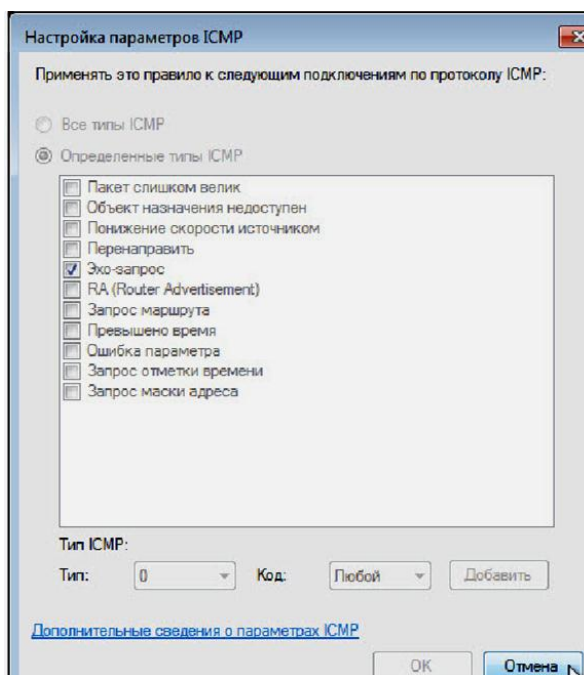 Настройка параметров ICMP
Применять это правило к следующим подключениям по протоколу ICMP:
Все типы ICMP
Определенные типы ICMP
Пакет слишком велик
Объект назначения недоступен
Понижение скорости источником
Перенаправить
Эхо-запрос
RA (Router Advertisement)
Запрос маршрута
Превышено время
Ошибка параметра
Запрос отметки времени
Запрос маски адреса
Тип ICMP:
Тип: 0 Код: Любой Добавить
Дополнительные сведения о параметрах ICMP
OK Отмена